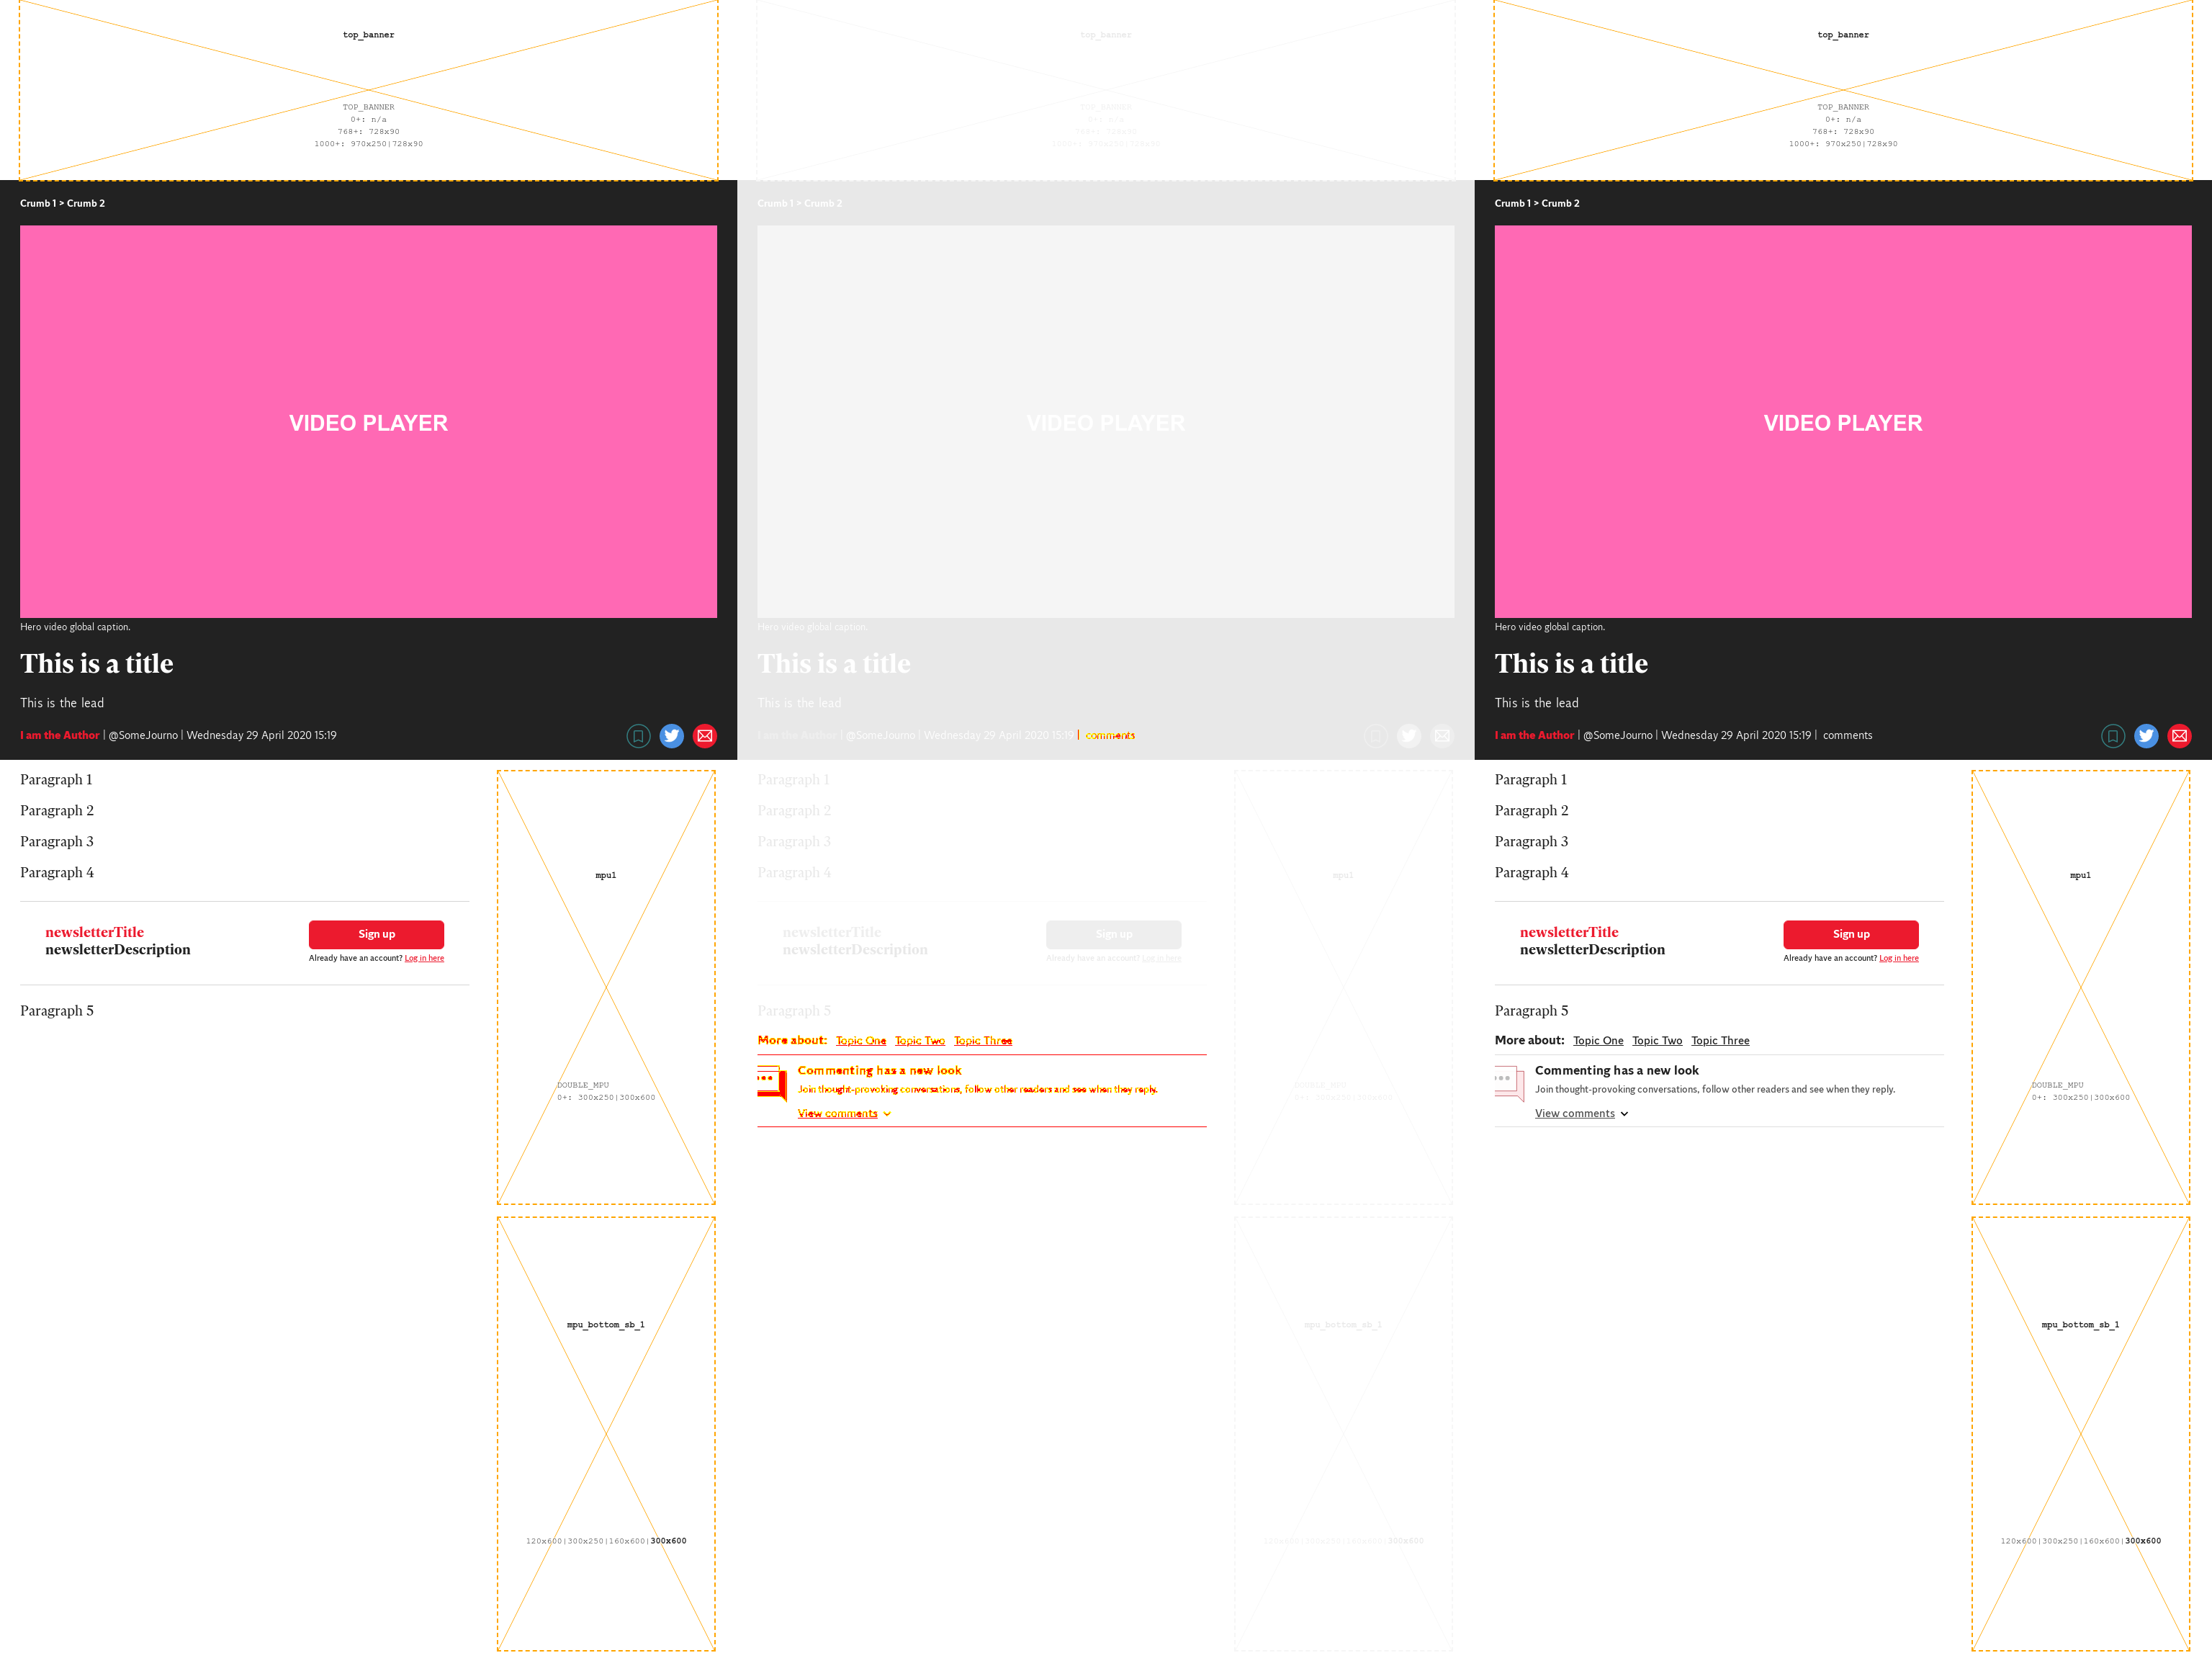 top_banner
TOP_BANNER
0+: n/a
768+: 728x90
1000+: 970x250|728x90
Crumb 1 > Crumb 2
VIDEO PLAYER
Hero video global caption.
This is a title
This is the lead
I am the Author | @SomeJourno | Wednesday 29 April 2020 15:19
Paragraph 1
Paragraph 2
Paragraph 3
Paragraph 4
newsletterTitle
newsletterDescription
Sign up
Already have an account? Log in here
Paragraph 5
mpu1
DOUBLE_MPU
0+: 300x250|300x600
mpu_bottom_sb_1
120x600|300x250|160x600|300x600
top_banner
TOP_BANNER
0+: n/a
768+: 728x90
1000+: 970x250|728x90
Crumb 1 > Crumb 2
VIDEO PLAYER
Hero video global caption.
This is a title
This is the lead
I am the Author | @SomeJourno | Wednesday 29 April 2020 15:19 | comments
Paragraph 1
Paragraph 2
Paragraph 3
Paragraph 4
newsletterTitle
newsletterDescription
Sign up
Already have an account? Log in here
Paragraph 5
More about: Topic One Topic Two Topic Three
Commenting has a new look
Join thought-provoking conversations, follow other readers and see when they reply.
View comments
mpu1
DOUBLE_MPU
0+: 300x250|300x600
mpu_bottom_sb_1
120x600|300x250|160x600|300x600
top_banner
TOP_BANNER
0+: n/a
768+: 728x90
1000+: 970x250|728x90
Crumb 1 > Crumb 2
VIDEO PLAYER
Hero video global caption.
This is a title
This is the lead
I am the Author | @SomeJourno | Wednesday 29 April 2020 15:19 | comments
Paragraph 1
Paragraph 2
Paragraph 3
Paragraph 4
newsletterTitle
newsletterDescription
Sign up
Already have an account? Log in here
Paragraph 5
More about: Topic One Topic Two Topic Three
Commenting has a new look
Join thought-provoking conversations, follow other readers and see when they reply.
View comments
mpu1
DOUBLE_MPU
0+: 300x250|300x600
mpu_bottom_sb_1
120x600|300x250|160x600|300x600